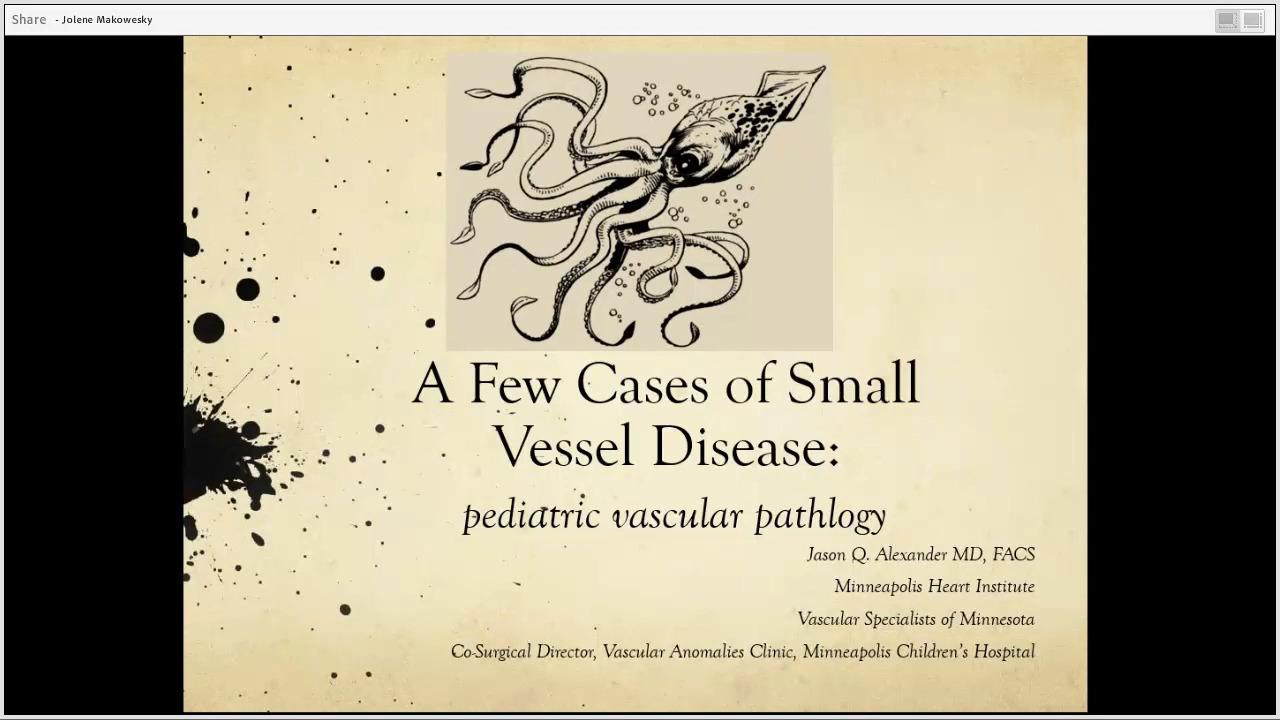 Share - Jolene Makowesky
A Few Cases of Small
Vessel Disease:
pediatric vascular pathlogy
Jason Q. Alexander MD, FACS
Minneapolis Heart Institute
Vascular Specialists of Minnesota
Co-Surgical Director, Vascular Anomalies Clinic, Minneapolis Children's Hospital